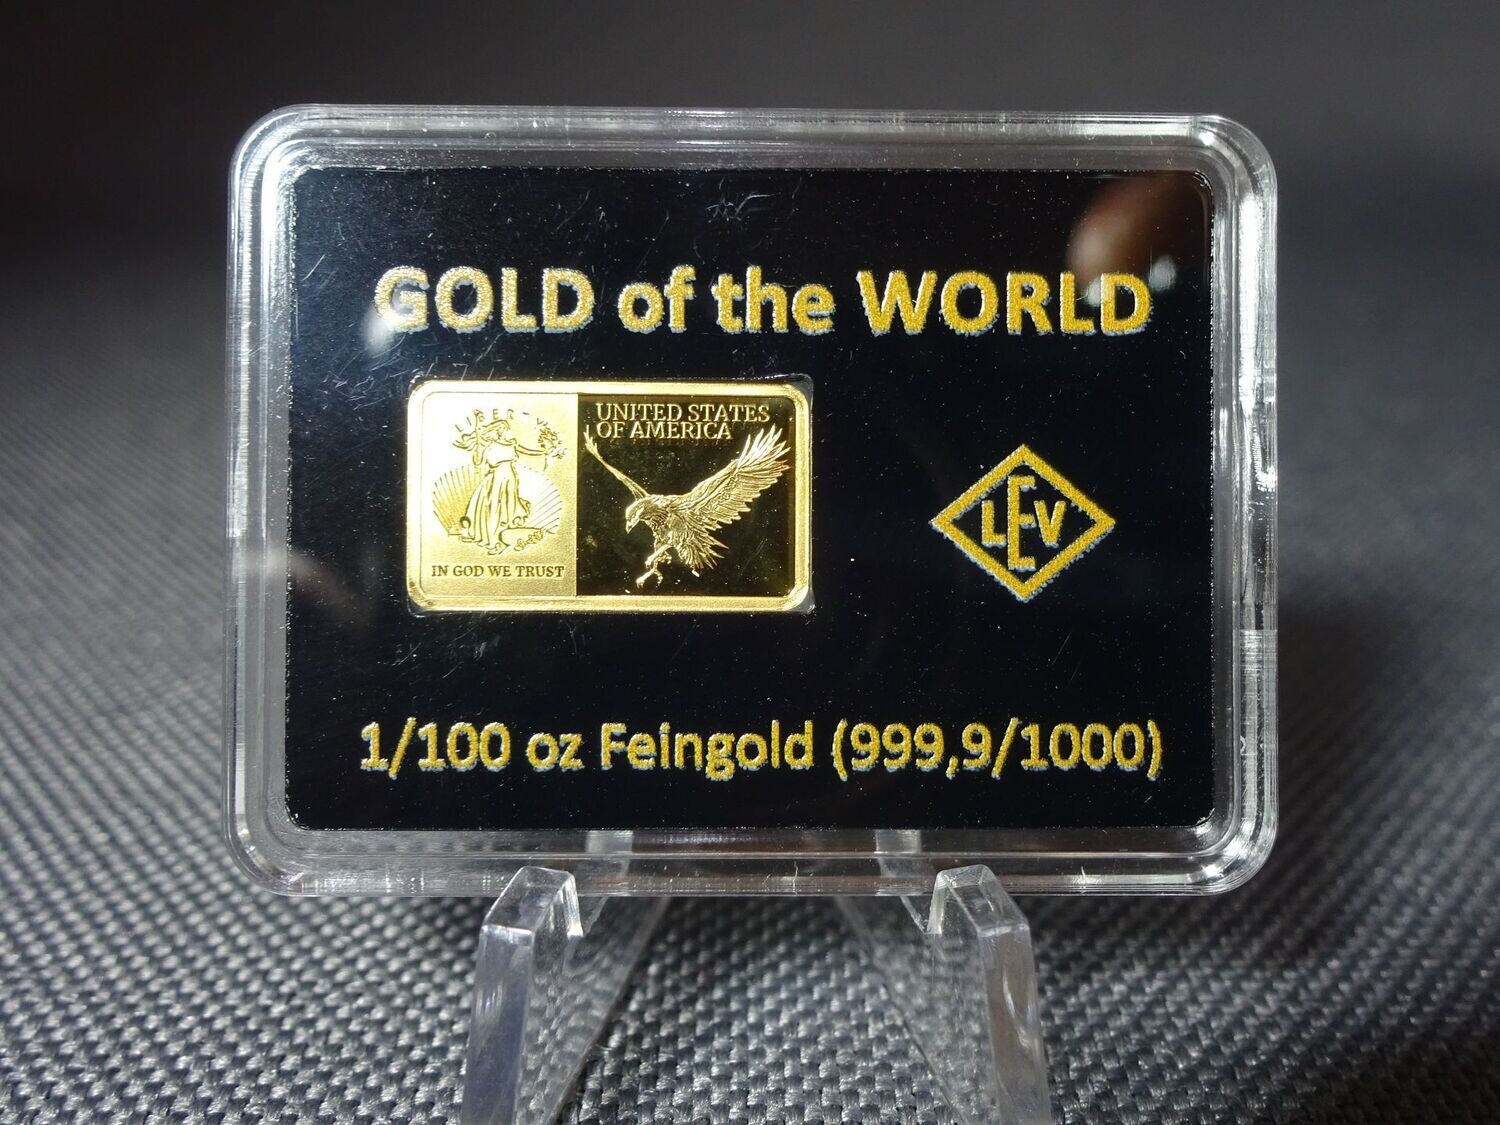 GOLD of the WORLD
LIBERTY
UNITED STATES
OF AMERICA
IN GOD WE TRUST
LEV
1/100 oz Feingold (999,9/1000)